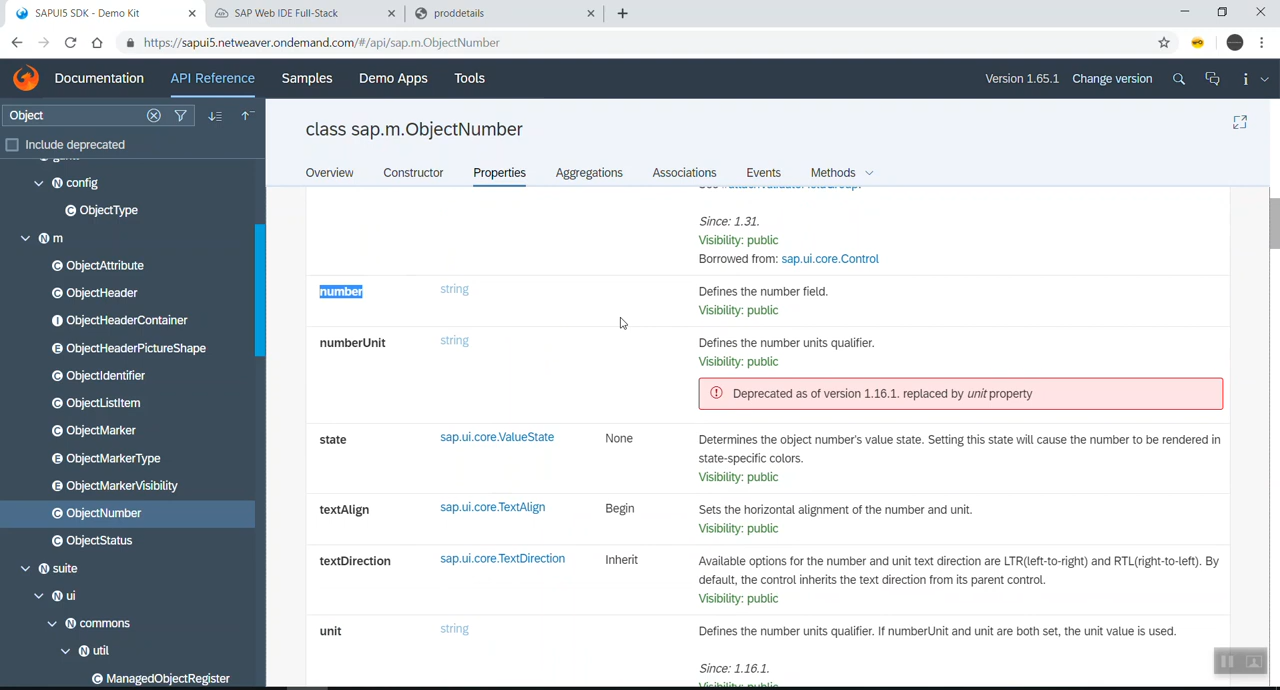 SAPUI5 SDK - Demo Kit
SAP Web IDE Full-Stack
proddetails
https://sapui5.netweaver.ondemand.com/#/api/sap.m.ObjectNumber
Documentation
API Reference
Samples
Demo Apps
Tools
Version 1.65.1
Change version
Object
Include deprecated
config
ObjectType
m
ObjectAttribute
ObjectHeader
ObjectHeaderContainer
ObjectHeaderPictureShape
ObjectIdentifier
ObjectListItem
ObjectMarker
ObjectMarkerType
ObjectMarkerVisibility
ObjectNumber
ObjectStatus
suite
ui
commons
util
ManagedObjectRegister
class sap.m.ObjectNumber
Overview
Constructor
Properties
Aggregations
Associations
Events
Methods
Since: 1.31.
Visibility: public
Borrowed from: sap.ui.core.Control
number string Defines the number field.
Visibility: public
numberUnit string Defines the number units qualifier.
Visibility: public
Deprecated as of version 1.16.1. replaced by unit property
state sap.ui.core.ValueState None Determines the object number's value state. Setting this state will cause the number to be rendered in
state-specific colors.
Visibility: public
textAlign sap.ui.core.TextAlign Begin Sets the horizontal alignment of the number and unit.
Visibility: public
textDirection sap.ui.core.TextDirection Inherit Available options for the number and unit text direction are LTR(left-to-right) and RTL(right-to-left). By
default, the control inherits the text direction from its parent control.
Visibility: public
unit string Defines the number units qualifier. If numberUnit and unit are both set, the unit value is used.
Since: 1.16.1.
Visibility: public